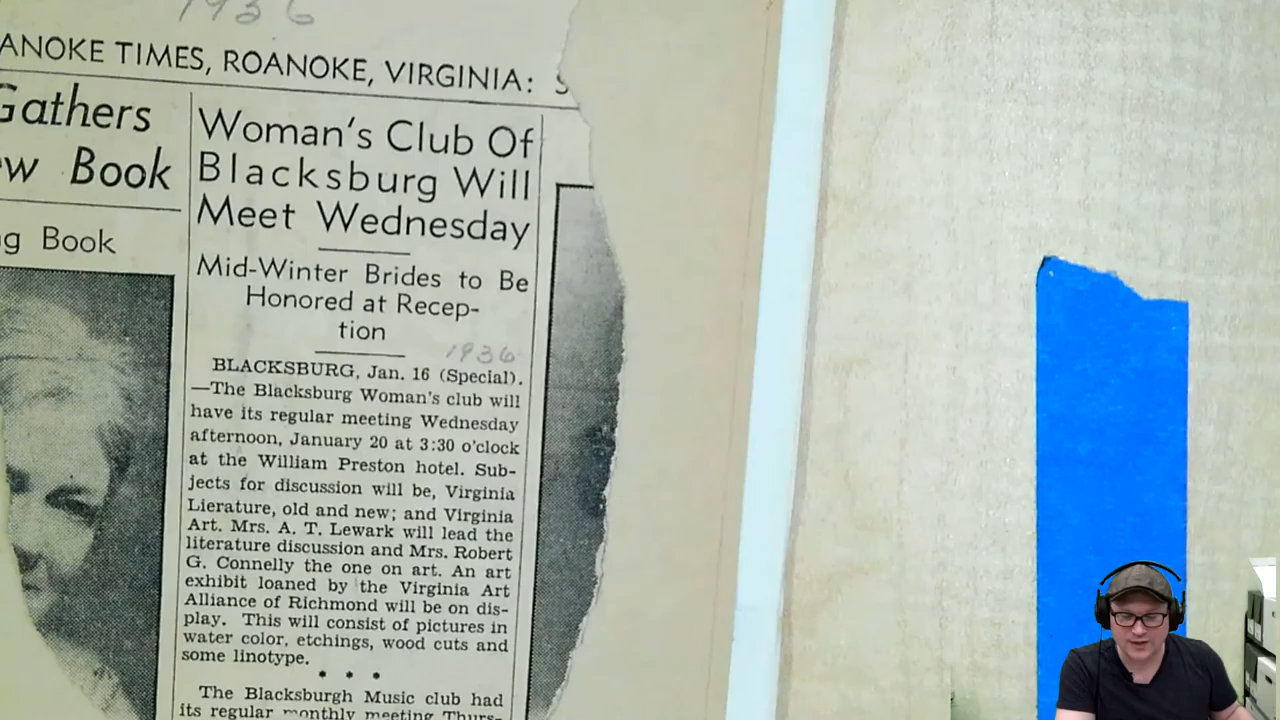 1936
ANOKE TIMES, ROANOKE, VIRGINIA: S
Gathers
ew Book
g Book
Woman's Club Of
Blacksburg Will
Meet Wednesday
Mid-Winter Brides to Be
Honored at Recep-
tion
1936
BLACKSBURG, Jan. 16 (Special).
—The Blacksburg Woman's club will
have its regular meeting Wednesday
afternoon, January 20 at 3:30 o'clock
at the William Preston hotel. Sub-
jects for discussion will be, Virginia
Lierature, old and new; and Virginia
Art. Mrs. A. T. Lewark will lead the
literature discussion and Mrs. Robert
G. Connelly the one on art. An art
exhibit loaned by the Virginia Art
Alliance of Richmond will be on dis-
play. This will consist of pictures in
water color, etchings, wood cuts and
some linotype.
* * *
The Blacksburgh Music club had
its regular monthly meeting Thurs-